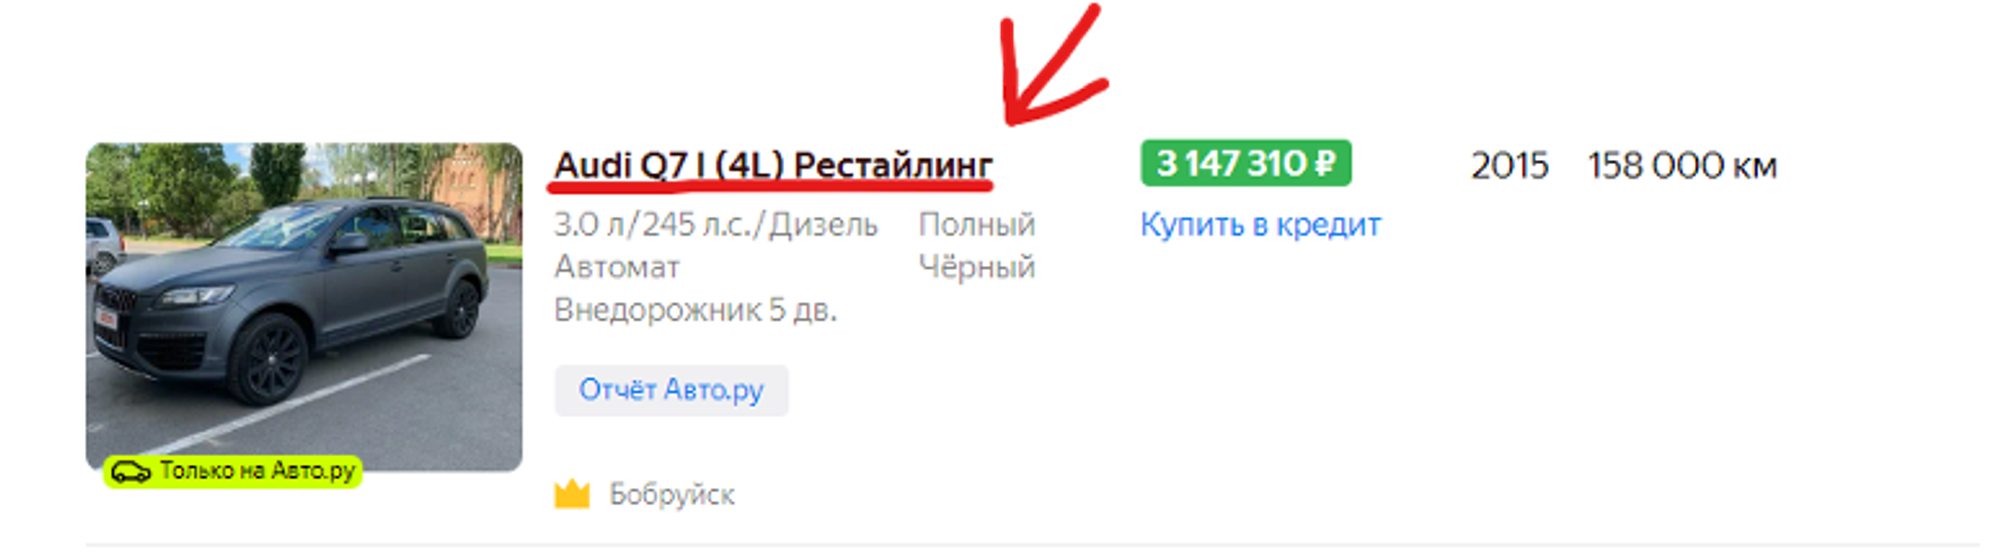 Audi Q7 I (4L) Рестайлинг
3 147 310 ₽
2015
158 000 км
3.0 л/245 л.с./Дизель
Полный
Купить в кредит
Автомат
Чёрный
Внедорожник 5 дв.
Отчёт Авто.ру
Только на Авто.ру
Бобруйск